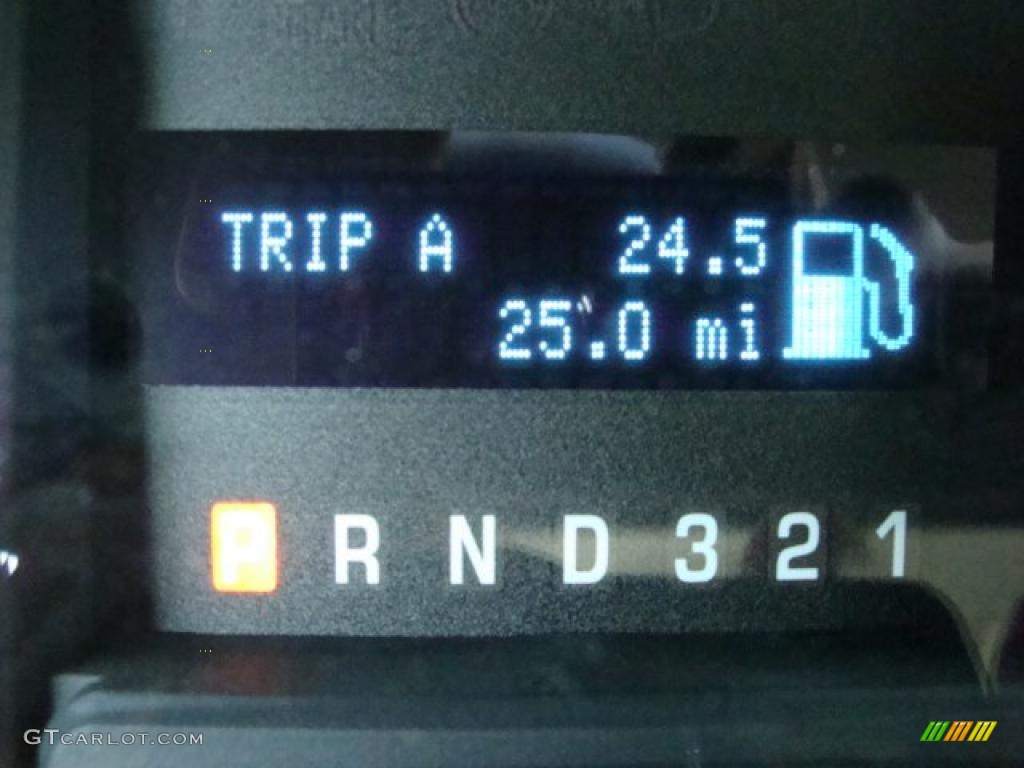 TRIP A 24.5
25.0 mi
P R N D 3 2 1
GTCARLOT.COM